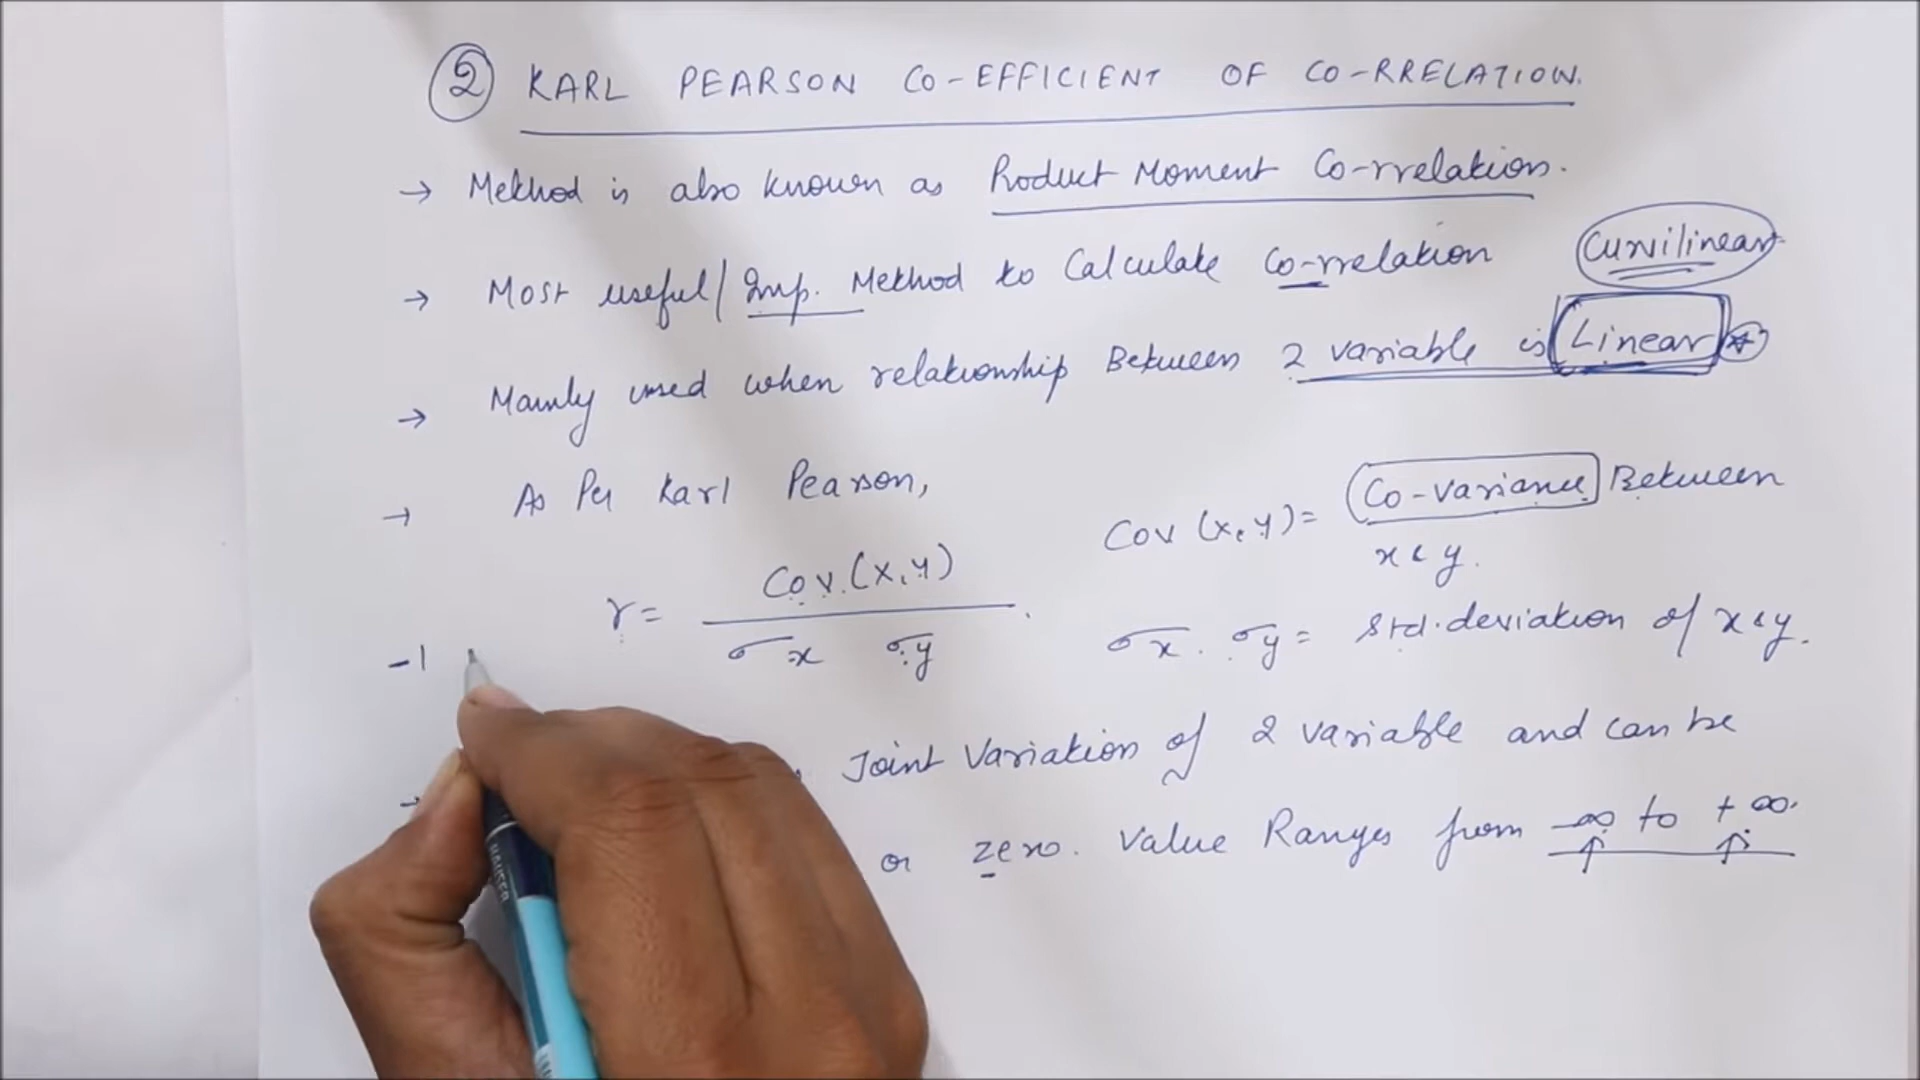 ② KARL PEARSON CO-EFFICIENT OF CO-RRELATION.
→ Method is also known as Product Moment Co-rrelation.
→ Most useful/Imp. Method to Calculate Co-rrelation
Curvilinear
→ Mainly used when relationship Between 2 variable is Linear
→ As Per Karl Pearson,
r = Cov.(x,y) / σx σy
Cov (x,y) = Co-variance Between x & y.
σx . σy = std.deviation of x & y.
-1
Joint Variation of 2 variable and can be
or zero. Value Ranges from -∞ to +∞.